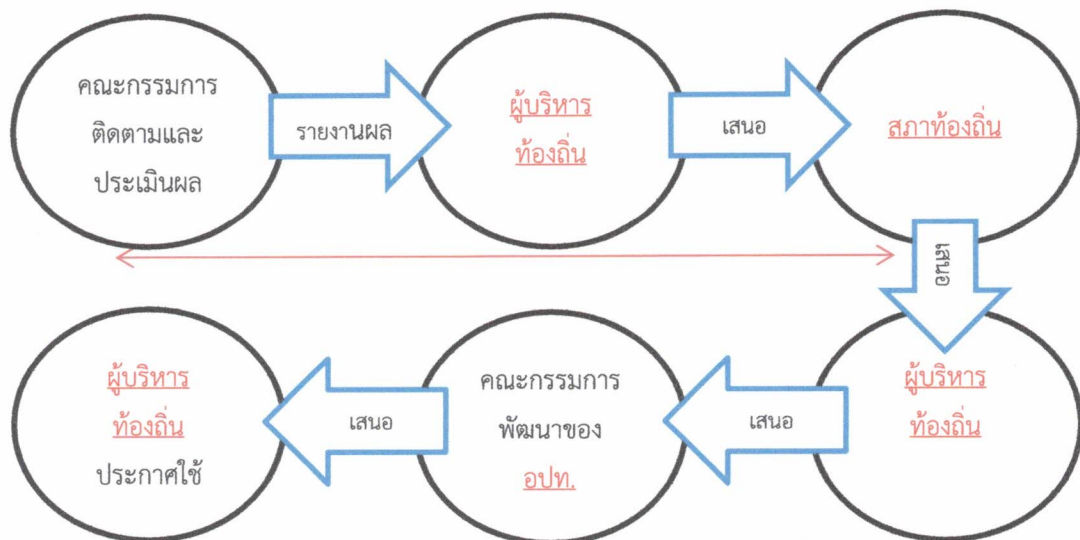 คณะกรรมการ
ติดตามและ
ประเมินผล
รายงานผล
ผู้บริหาร
ท้องถิ่น
เสนอ
สภาท้องถิ่น
เสนอ
ผู้บริหาร
ท้องถิ่น
เสนอ
คณะกรรมการ
พัฒนาของ
อปท.
เสนอ
ผู้บริหาร
ท้องถิ่น
ประกาศใช้